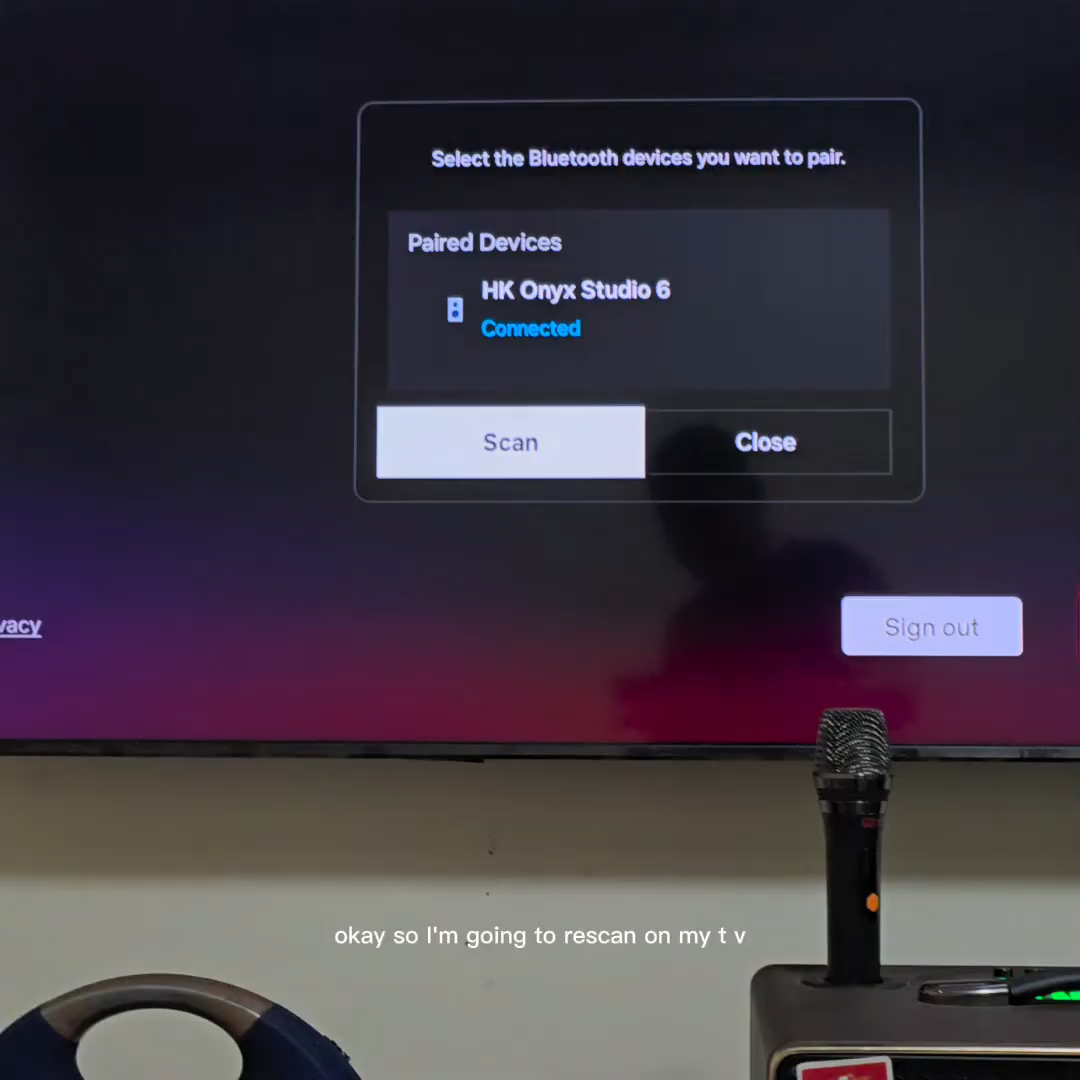 Select the Bluetooth devices you want to pair.
Paired Devices
HK Onyx Studio 6
Connected
Scan
Close
vacy
Sign out
okay so I'm going to rescan on my t v